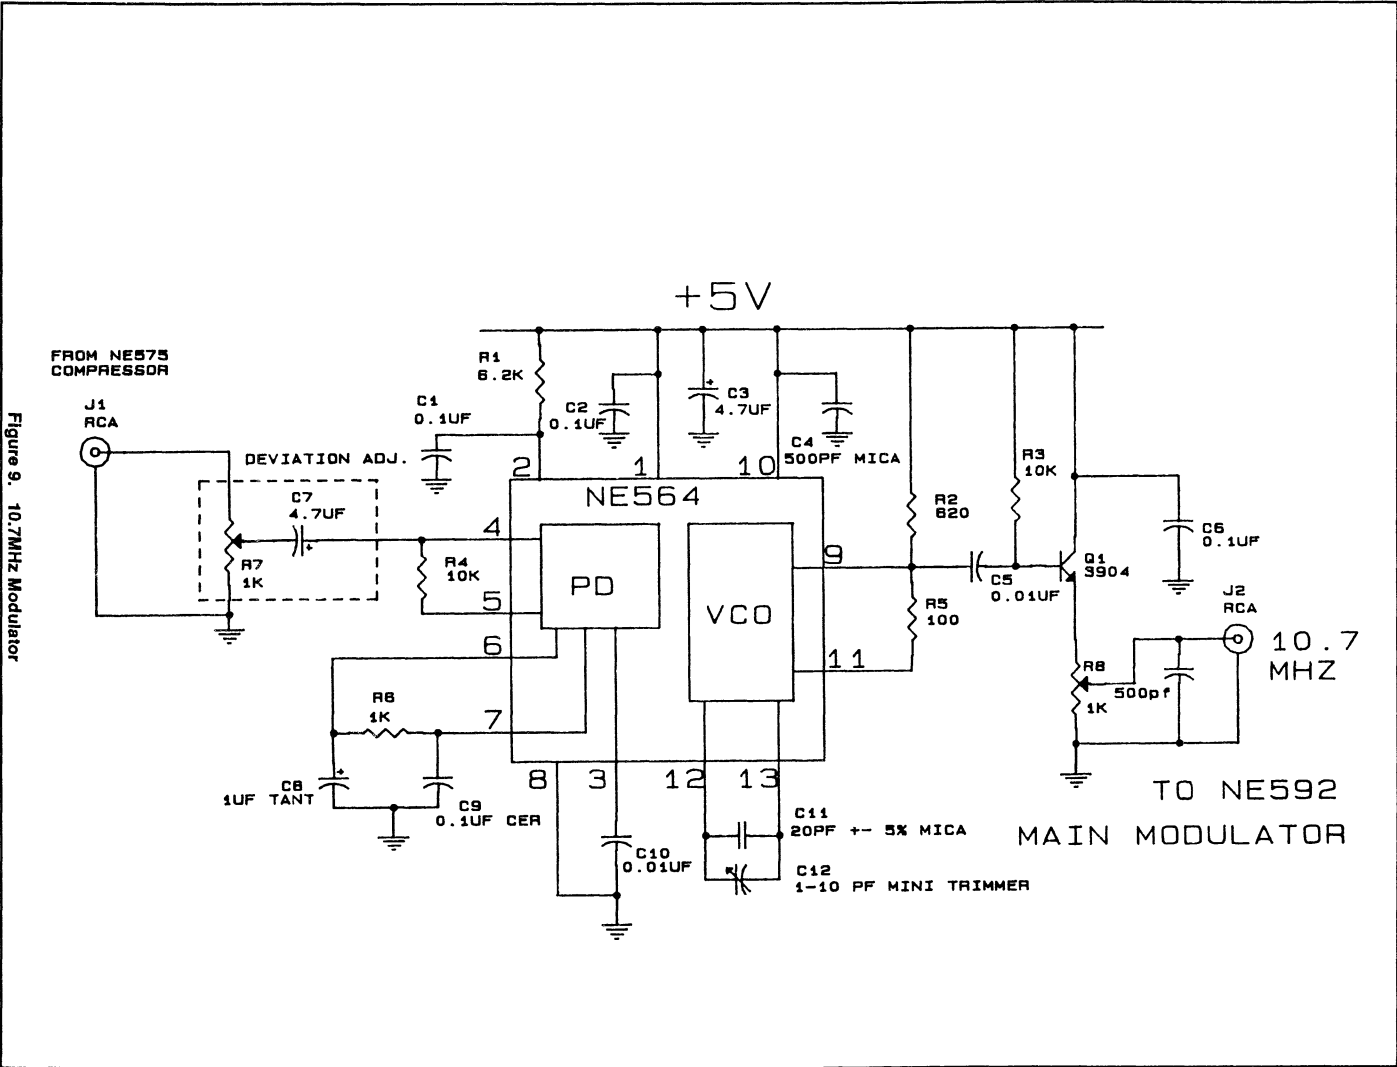 +5V
FROM NE575
COMPRESSOR
J1
RCA
DEVIATION ADJ.
C7
4.7UF
R7
1K
R1
6.2K
C1
0.1UF
C2
0.1UF
C3
4.7UF
C4
500PF MICA
2
1
10
NE564
4
R4
10K
5
PD
VCO
6
7
9
11
R6
1K
C8
1UF TANT
C9
0.1UF CER
8
3
12
13
C10
0.01UF
C11
20PF +- 5% MICA
C12
1-10 PF MINI TRIMMER
R2
820
R3
10K
R5
100
C5
0.01UF
Q1
3904
C6
0.1UF
J2
RCA
10.7
MHZ
R8
1K
500pf
TO NE592
MAIN MODULATOR
Figure 9. 10.7MHz Modulator